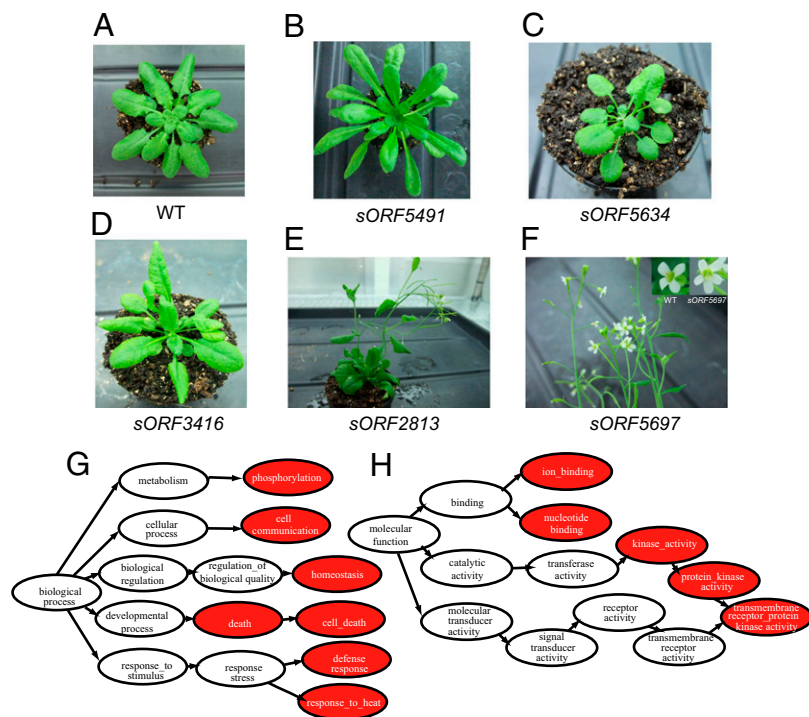 A
B
C
WT
sORF5491
sORF5634
D
E
F
WT
sORF5697
sORF3416
sORF2813
sORF5697
G
H
metabolism
phosphorylation
cellular
process
cell
communication
biological
regulation
regulation_of
biological quality
homeostasis
biological
process
developmental
process
death
cell_death
response_to
stimulus
response
stress
defense
response
response_to_heat
ion_binding
binding
nucleotide
binding
molecular
function
catalytic
activity
transferase activity
kinase_activity
protein_kinase
activity
transmembrane
receptor_protein
kinase activity
molecular
transducer
activity
receptor
activity
signal
transducer
activity
transmembrane
receptor
activity